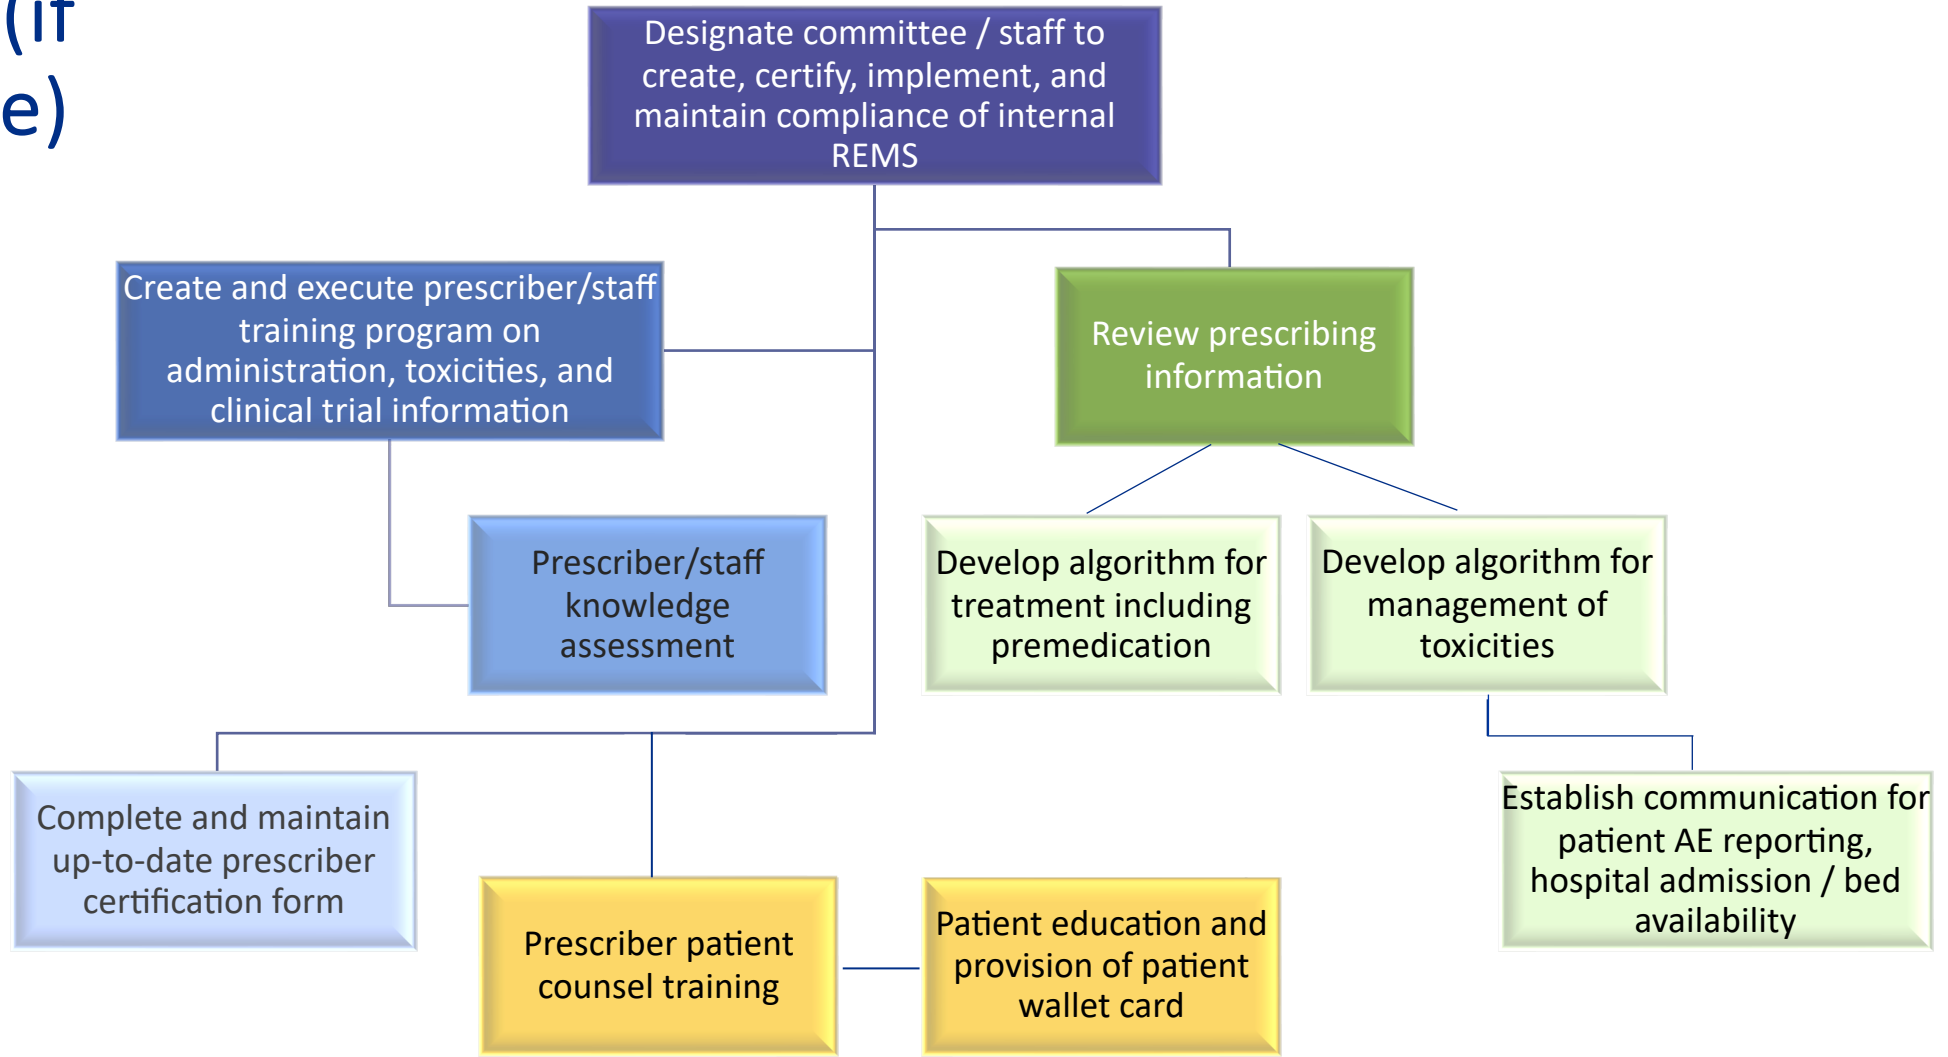 (if
e)
Designate committee / staff to
create, certify, implement, and
maintain compliance of internal
REMS
Create and execute prescriber/staff
training program on
administration, toxicities, and
clinical trial information
Review prescribing
information
Prescriber/staff
knowledge
assessment
Develop algorithm for
treatment including
premedication
Develop algorithm for
management of
toxicities
Complete and maintain
up-to-date prescriber
certification form
Establish communication for
patient AE reporting,
hospital admission / bed
availability
Prescriber patient
counsel training
Patient education and
provision of patient
wallet card